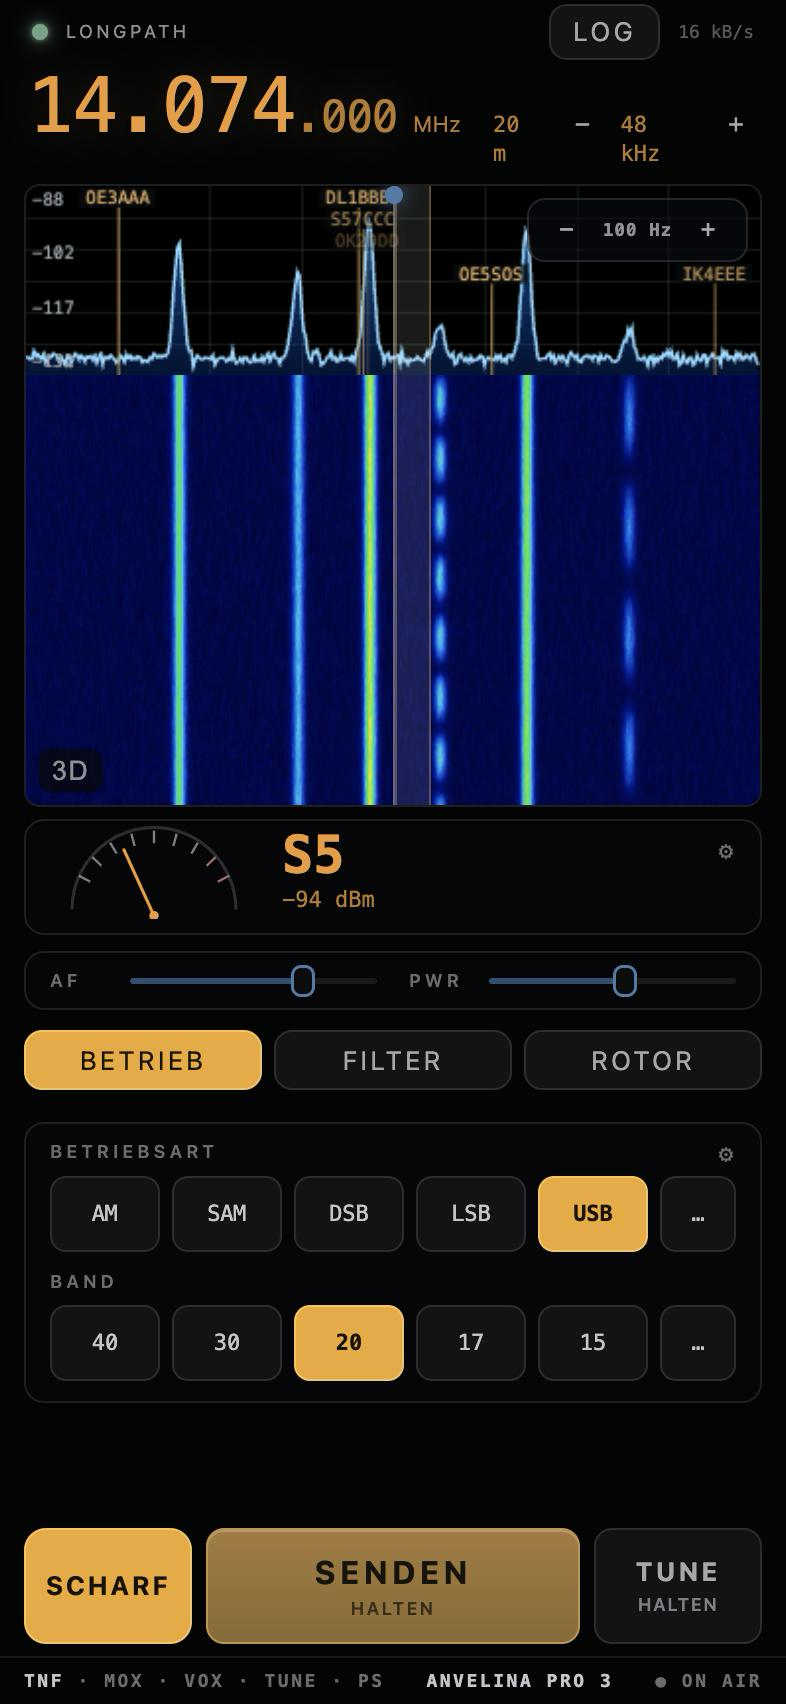 LONGPATH LOG 16 kB/s
14.074.000 MHz 20 m − 48 kHz +
−88 OE3AAA DL1BBB
S57CCC − 100 Hz +
−102 OE5SOS IK4EEE
−117
3D
S5 ⚙
−94 dBm
AF PWR
BETRIEB FILTER ROTOR
BETRIEBSART ⚙
AM SAM DSB LSB USB …
BAND
40 30 20 17 15 …
SCHARF SENDEN TUNE
HALTEN HALTEN
TNF · MOX · VOX · TUNE · PS ANVELINA PRO 3 ● ON AIR